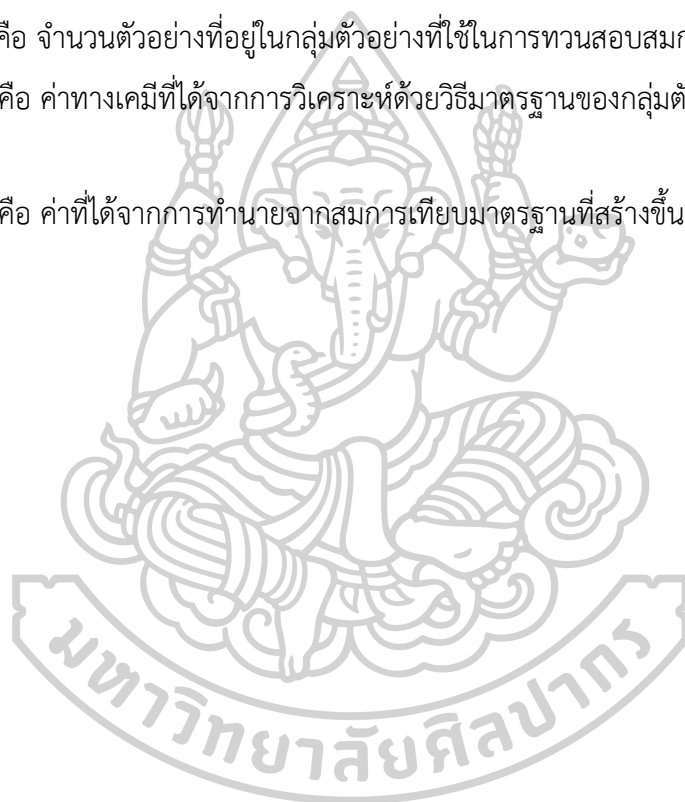 คือ จำนวนตัวอย่างที่อยู่ในกลุ่มตัวอย่างที่ใช้ในการทวนสอบ
คือ ค่าทางเคมีที่ได้จากการวิเคราะห์ด้วยวิธีมาตรฐานของกลุ่ม
คือ ค่าที่ได้จากการทำนายจากสมการเทียบมาตรฐานที่สร้างขึ้น
มหาวิทยาลัยศิลปากร